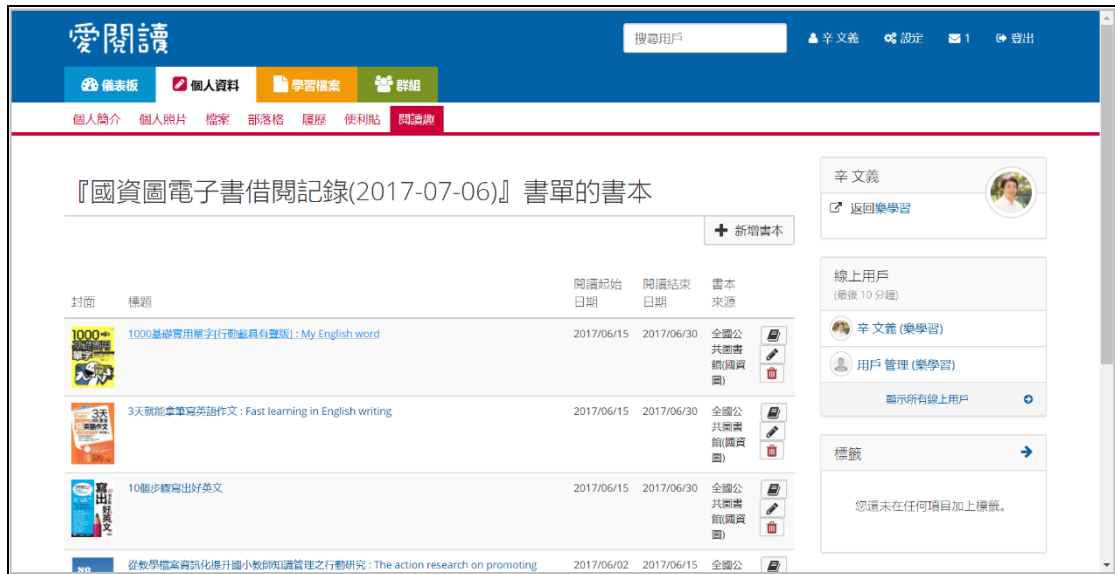 愛閱讀
搜尋用戶
辛 文義 設定 1 登出
儀表板 個人資料 學習檔案 群組
個人簡介 個人照片 檔案 部落格 履歷 便利貼 閱讀趣
『國資圖電子書借閱記錄(2017-07-06)』書單的書本
新增書本
封面 標題 閱讀起始日期 閱讀結束日期 書本來源
1000基礎實用單字[行動載具有聲版] : My English word 2017/06/15 2017/06/30 全國公
共圖書
館(國資
圖)
3天就能拿筆寫英語作文 : Fast learning in English writing 2017/06/15 2017/06/30 全國公
共圖書
館(國資
圖)
10個步驟寫出好英文 2017/06/15 2017/06/30 全國公
共圖書
館(國資
圖)
從教學檔案資訊化提升國小教師知識管理之行動研究 : The action research on promoting 2017/06/02 2017/06/15 全國公
辛 文義
返回樂學習
線上用戶
(最後 10 分鐘)
辛 文義 (樂學習)
用戶 管理 (樂學習)
顯示所有線上用戶
標籤
您還未在任何項目加上標籤。